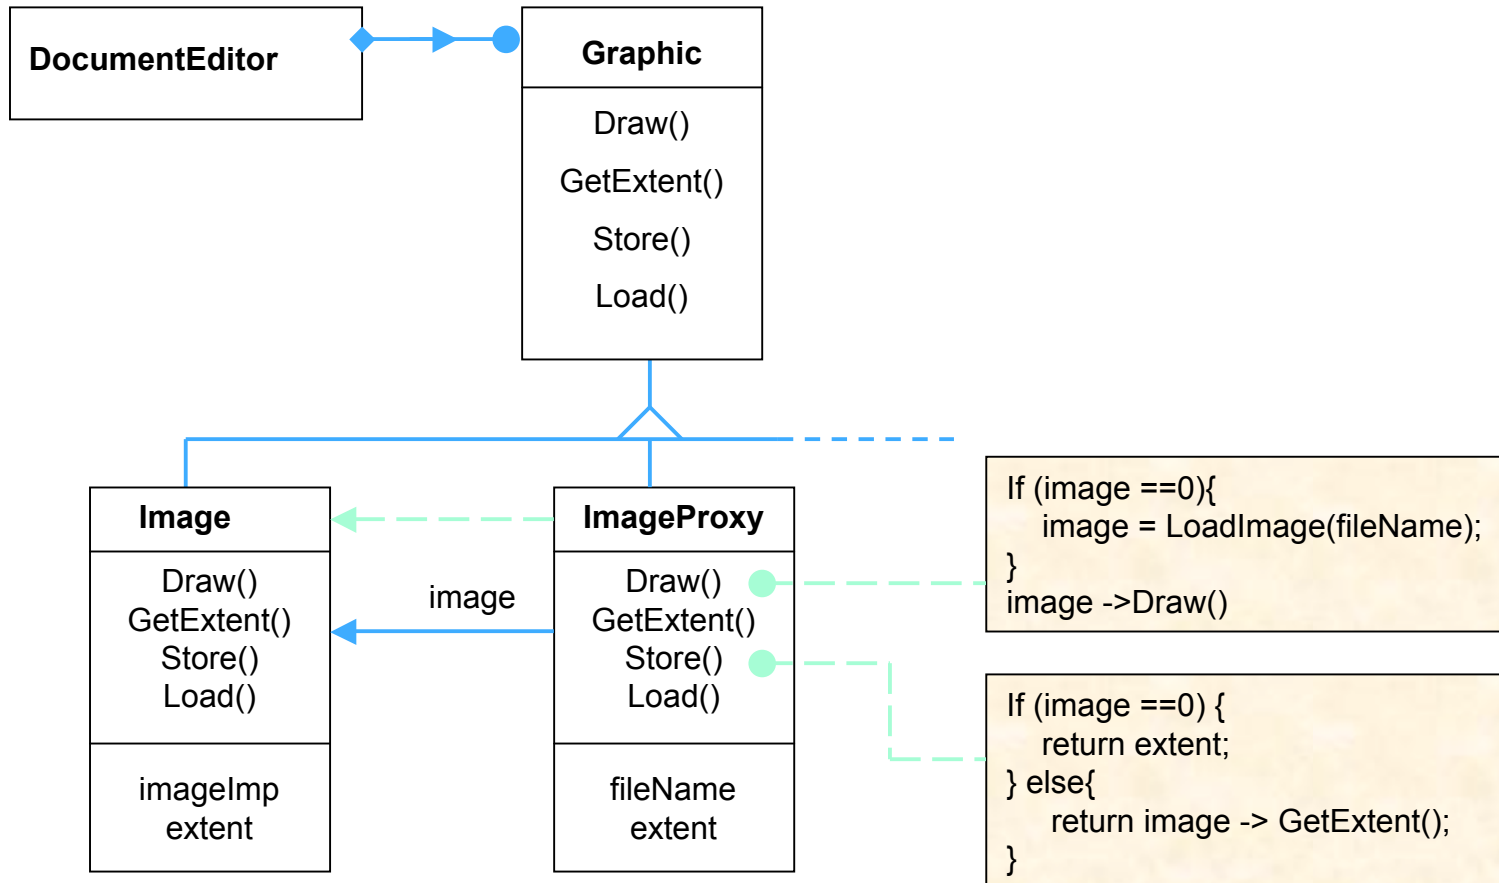 DocumentEditor
Graphic
Draw()
GetExtent()
Store()
Load()
Image
Draw()
GetExtent()
Store()
Load()
imageImp
extent
image
ImageProxy
Draw()
GetExtent()
Store()
Load()
fileName
extent
If (image ==0){
image = LoadImage(fileName);
}
image ->Draw()
If (image ==0) {
return extent;
} else{
return image -> GetExtent();
}